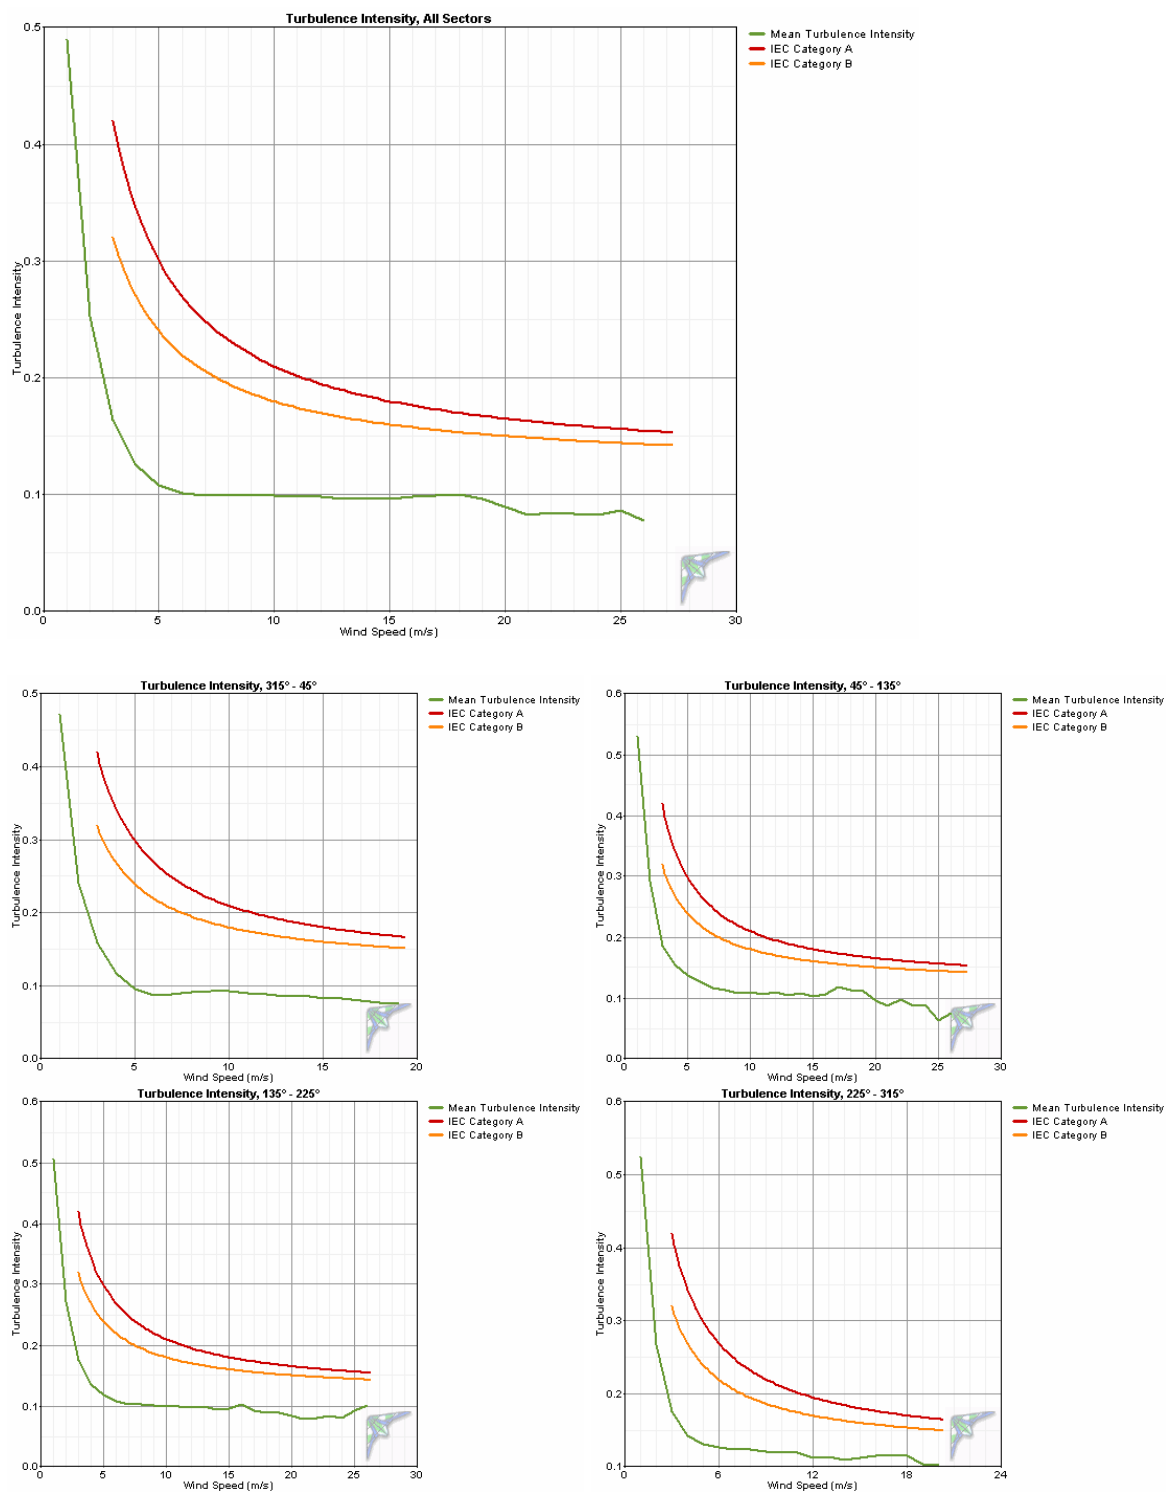 Turbulence Intensity, All Sectors
0.5
0.4
0.3
0.2
0.1
0.0
Turbulence Intensity
0 5 10 15 20 25 30
Wind Speed (m/s)
Mean Turbulence Intensity
IEC Category A
IEC Category B
Turbulence Intensity, 315° - 45°
0.5
0.4
0.3
0.2
0.1
0.0
Turbulence Intensity
0 5 10 15 20
Wind Speed (m/s)
Mean Turbulence Intensity
IEC Category A
IEC Category B
Turbulence Intensity, 45° - 135°
0.6
0.5
0.4
0.3
0.2
0.1
0.0
Turbulence Intensity
0 5 10 15 20 25 30
Wind Speed (m/s)
Mean Turbulence Intensity
IEC Category A
IEC Category B
Turbulence Intensity, 135° - 225°
0.6
0.5
0.4
0.3
0.2
0.1
0.0
Turbulence Intensity
0 5 10 15 20 25 30
Wind Speed (m/s)
Mean Turbulence Intensity
IEC Category A
IEC Category B
Turbulence Intensity, 225° - 315°
0.6
0.5
0.4
0.3
0.2
0.1
Turbulence Intensity
0 6 12 18 24
Wind Speed (m/s)
Mean Turbulence Intensity
IEC Category A
IEC Category B